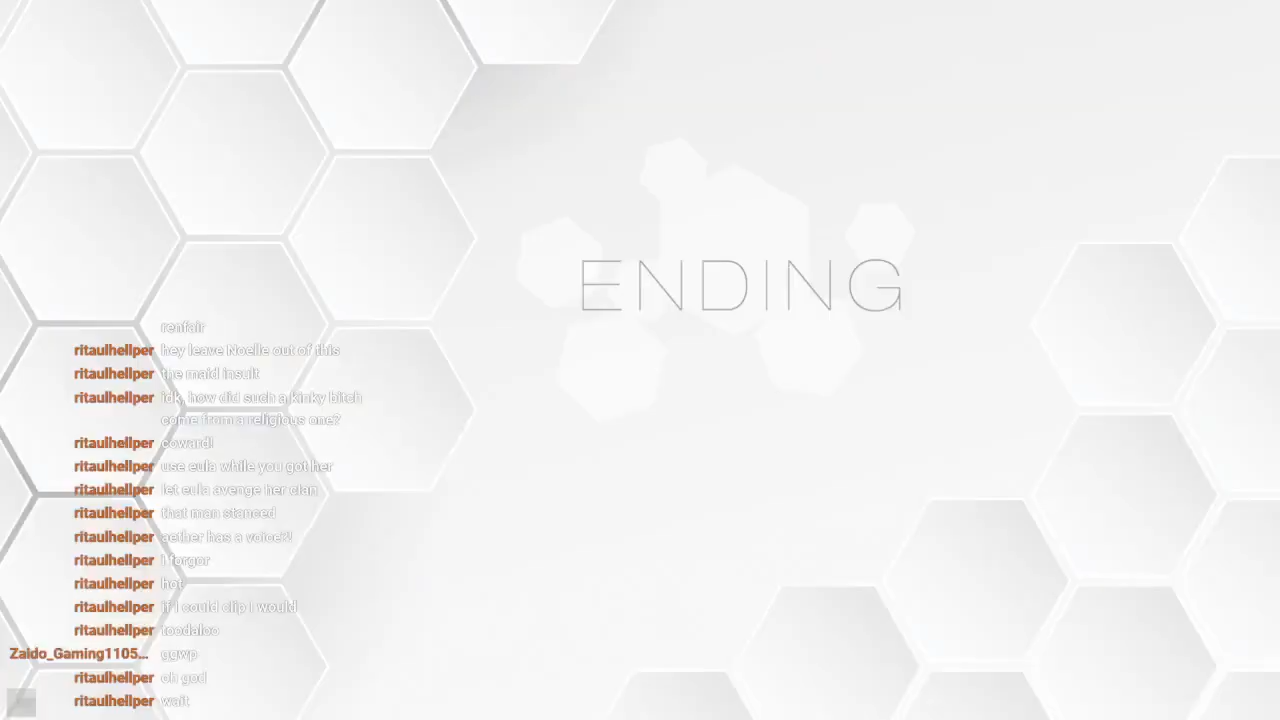 ENDING
renfair
ritaulhellper hey leave Noelle out of this
ritaulhellper the maid insult
ritaulhellper idk, how did such a kinky bitch
come from a religious one?
ritaulhellper coward!
ritaulhellper use eula while you got her
ritaulhellper let eula avenge her clan
ritaulhellper that man stanced
ritaulhellper aether has a voice?!
ritaulhellper I forgor
ritaulhellper hot
ritaulhellper if I could clip I would
ritaulhellper toodaloo
Zaldo_Gaming1105... ggwp
ritaulhellper oh god
ritaulhellper wait